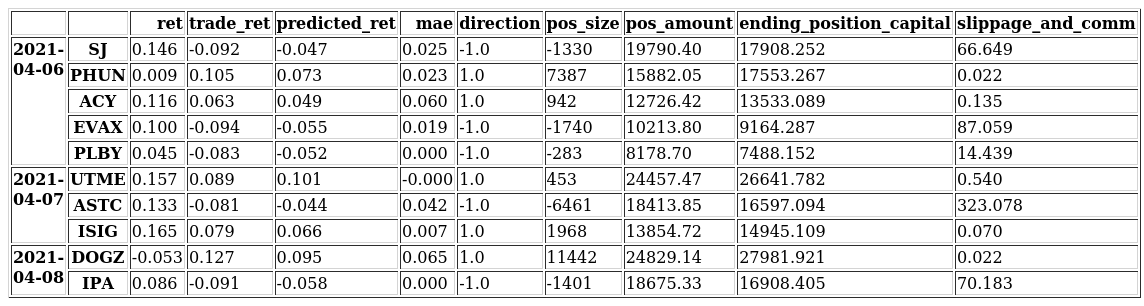 ret trade_ret predicted_ret mae direction pos_size pos_amount ending_position_capital slippage_and_comm
2021-04-06 SJ 0.146 -0.092 -0.047 0.025 -1.0 -1330 19790.40 17908.252 66.649
PHUN 0.009 0.105 0.073 0.023 1.0 7387 15882.05 17553.267 0.022
ACY 0.116 0.063 0.049 0.060 1.0 942 12726.42 13533.089 0.135
EVAX 0.100 -0.094 -0.055 0.019 -1.0 -1740 10213.80 9164.287 87.059
PLBY 0.045 -0.083 -0.052 0.000 -1.0 -283 8178.70 7488.152 14.439
2021-04-07 UTME 0.157 0.089 0.101 -0.000 1.0 453 24457.47 26641.782 0.540
ASTC 0.133 -0.081 -0.044 0.042 -1.0 -6461 18413.85 16597.094 323.078
ISIG 0.165 0.079 0.066 0.007 1.0 1968 13854.72 14945.109 0.070
2021-04-08 DOGZ -0.053 0.127 0.095 0.065 1.0 11442 24829.14 27981.921 0.022
IPA 0.086 -0.091 -0.058 0.000 -1.0 -1401 18675.33 16908.405 70.183